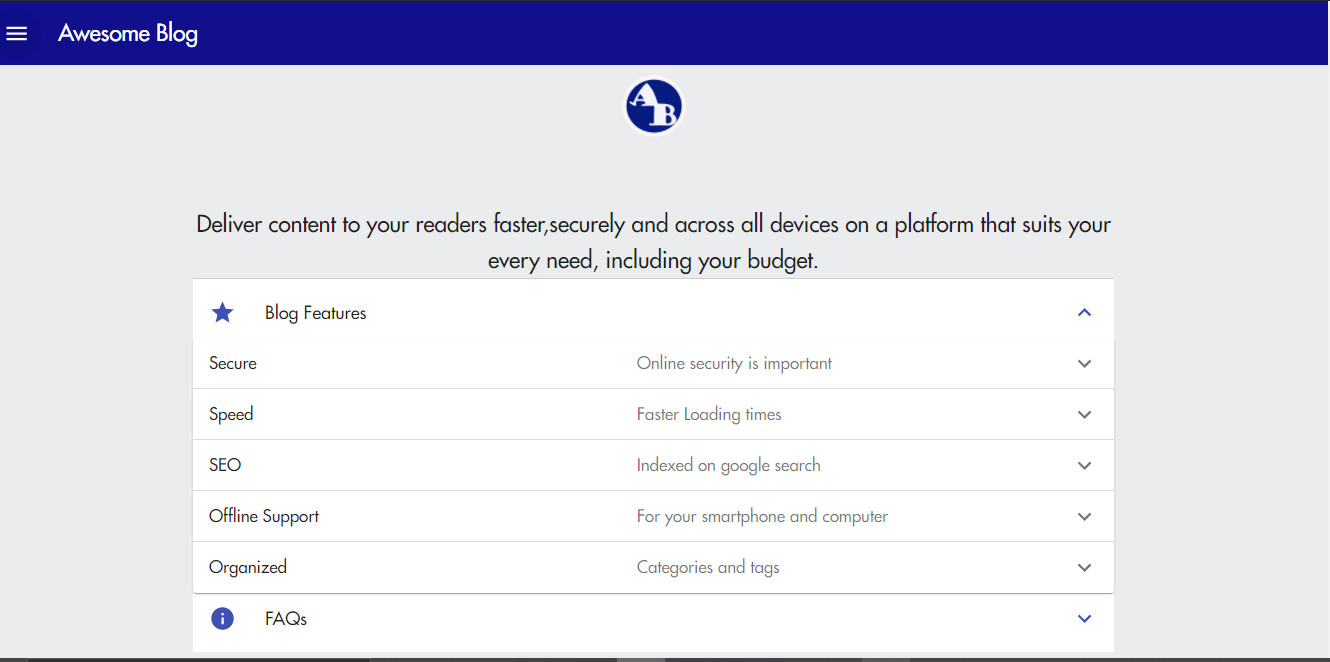 Awesome Blog
AB
Deliver content to your readers faster,securely and across all devices on a platform that suits your
every need, including your budget.
Blog Features
Secure Online security is important
Speed Faster Loading times
SEO Indexed on google search
Offline Support For your smartphone and computer
Organized Categories and tags
FAQs